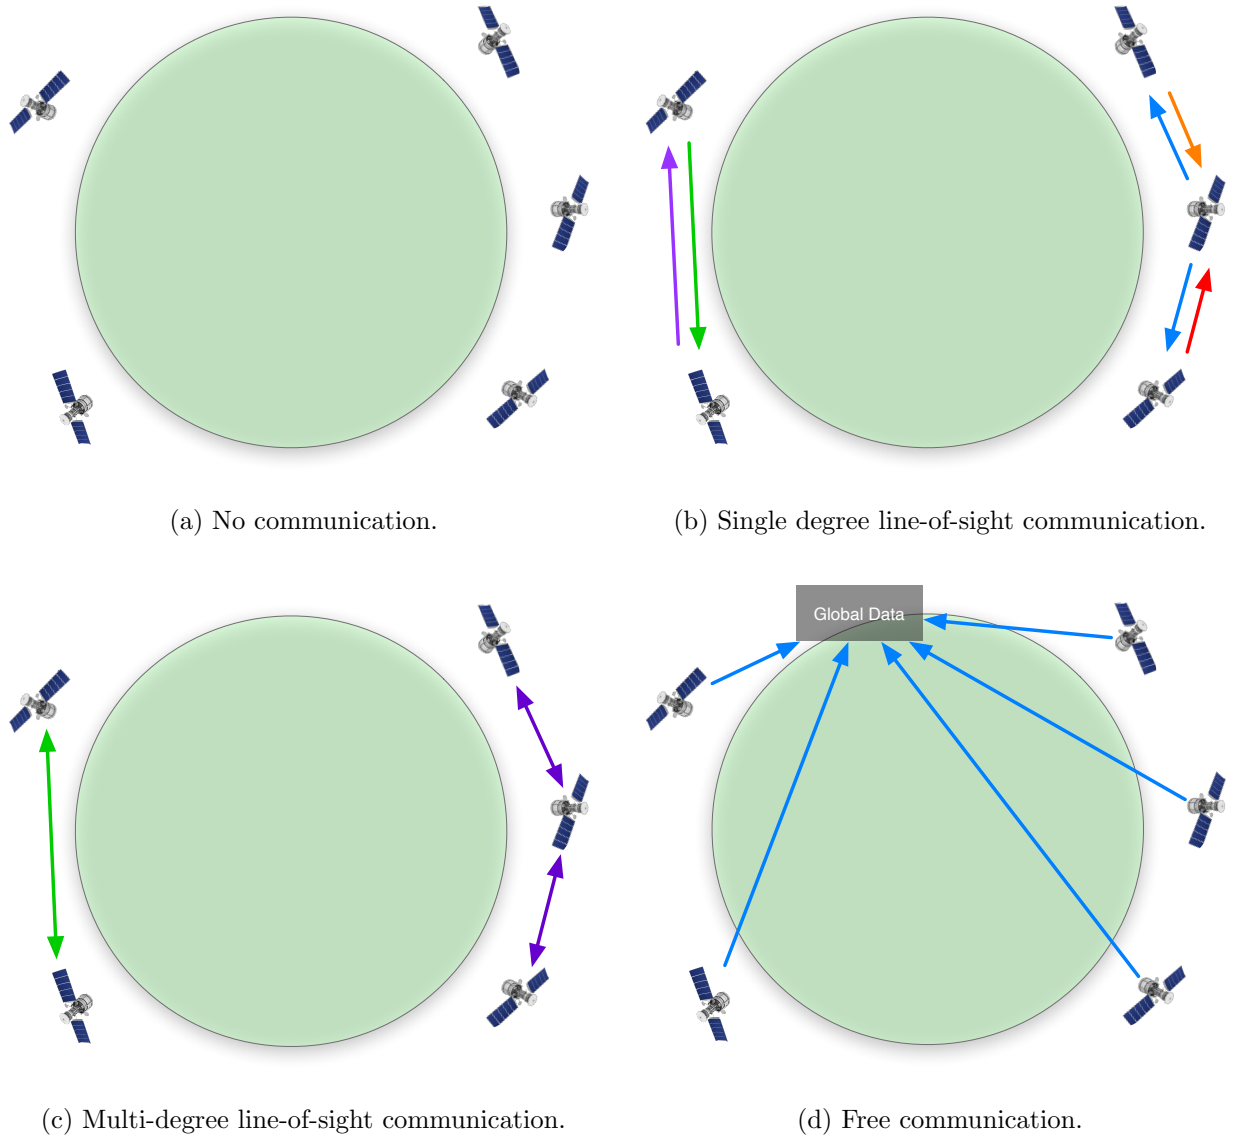 (a) No communication.
(b) Single degree line-of-sight communication.
Global Data
(c) Multi-degree line-of-sight communication.
(d) Free communication.